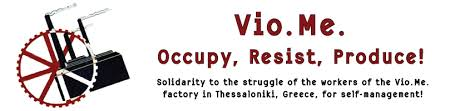 Vio.Me.
Occupy, Resist, Produce!
Solidarity to the struggle of the workers of the Vio.Me.
factory in Thessaloniki, Greece, for self-management!